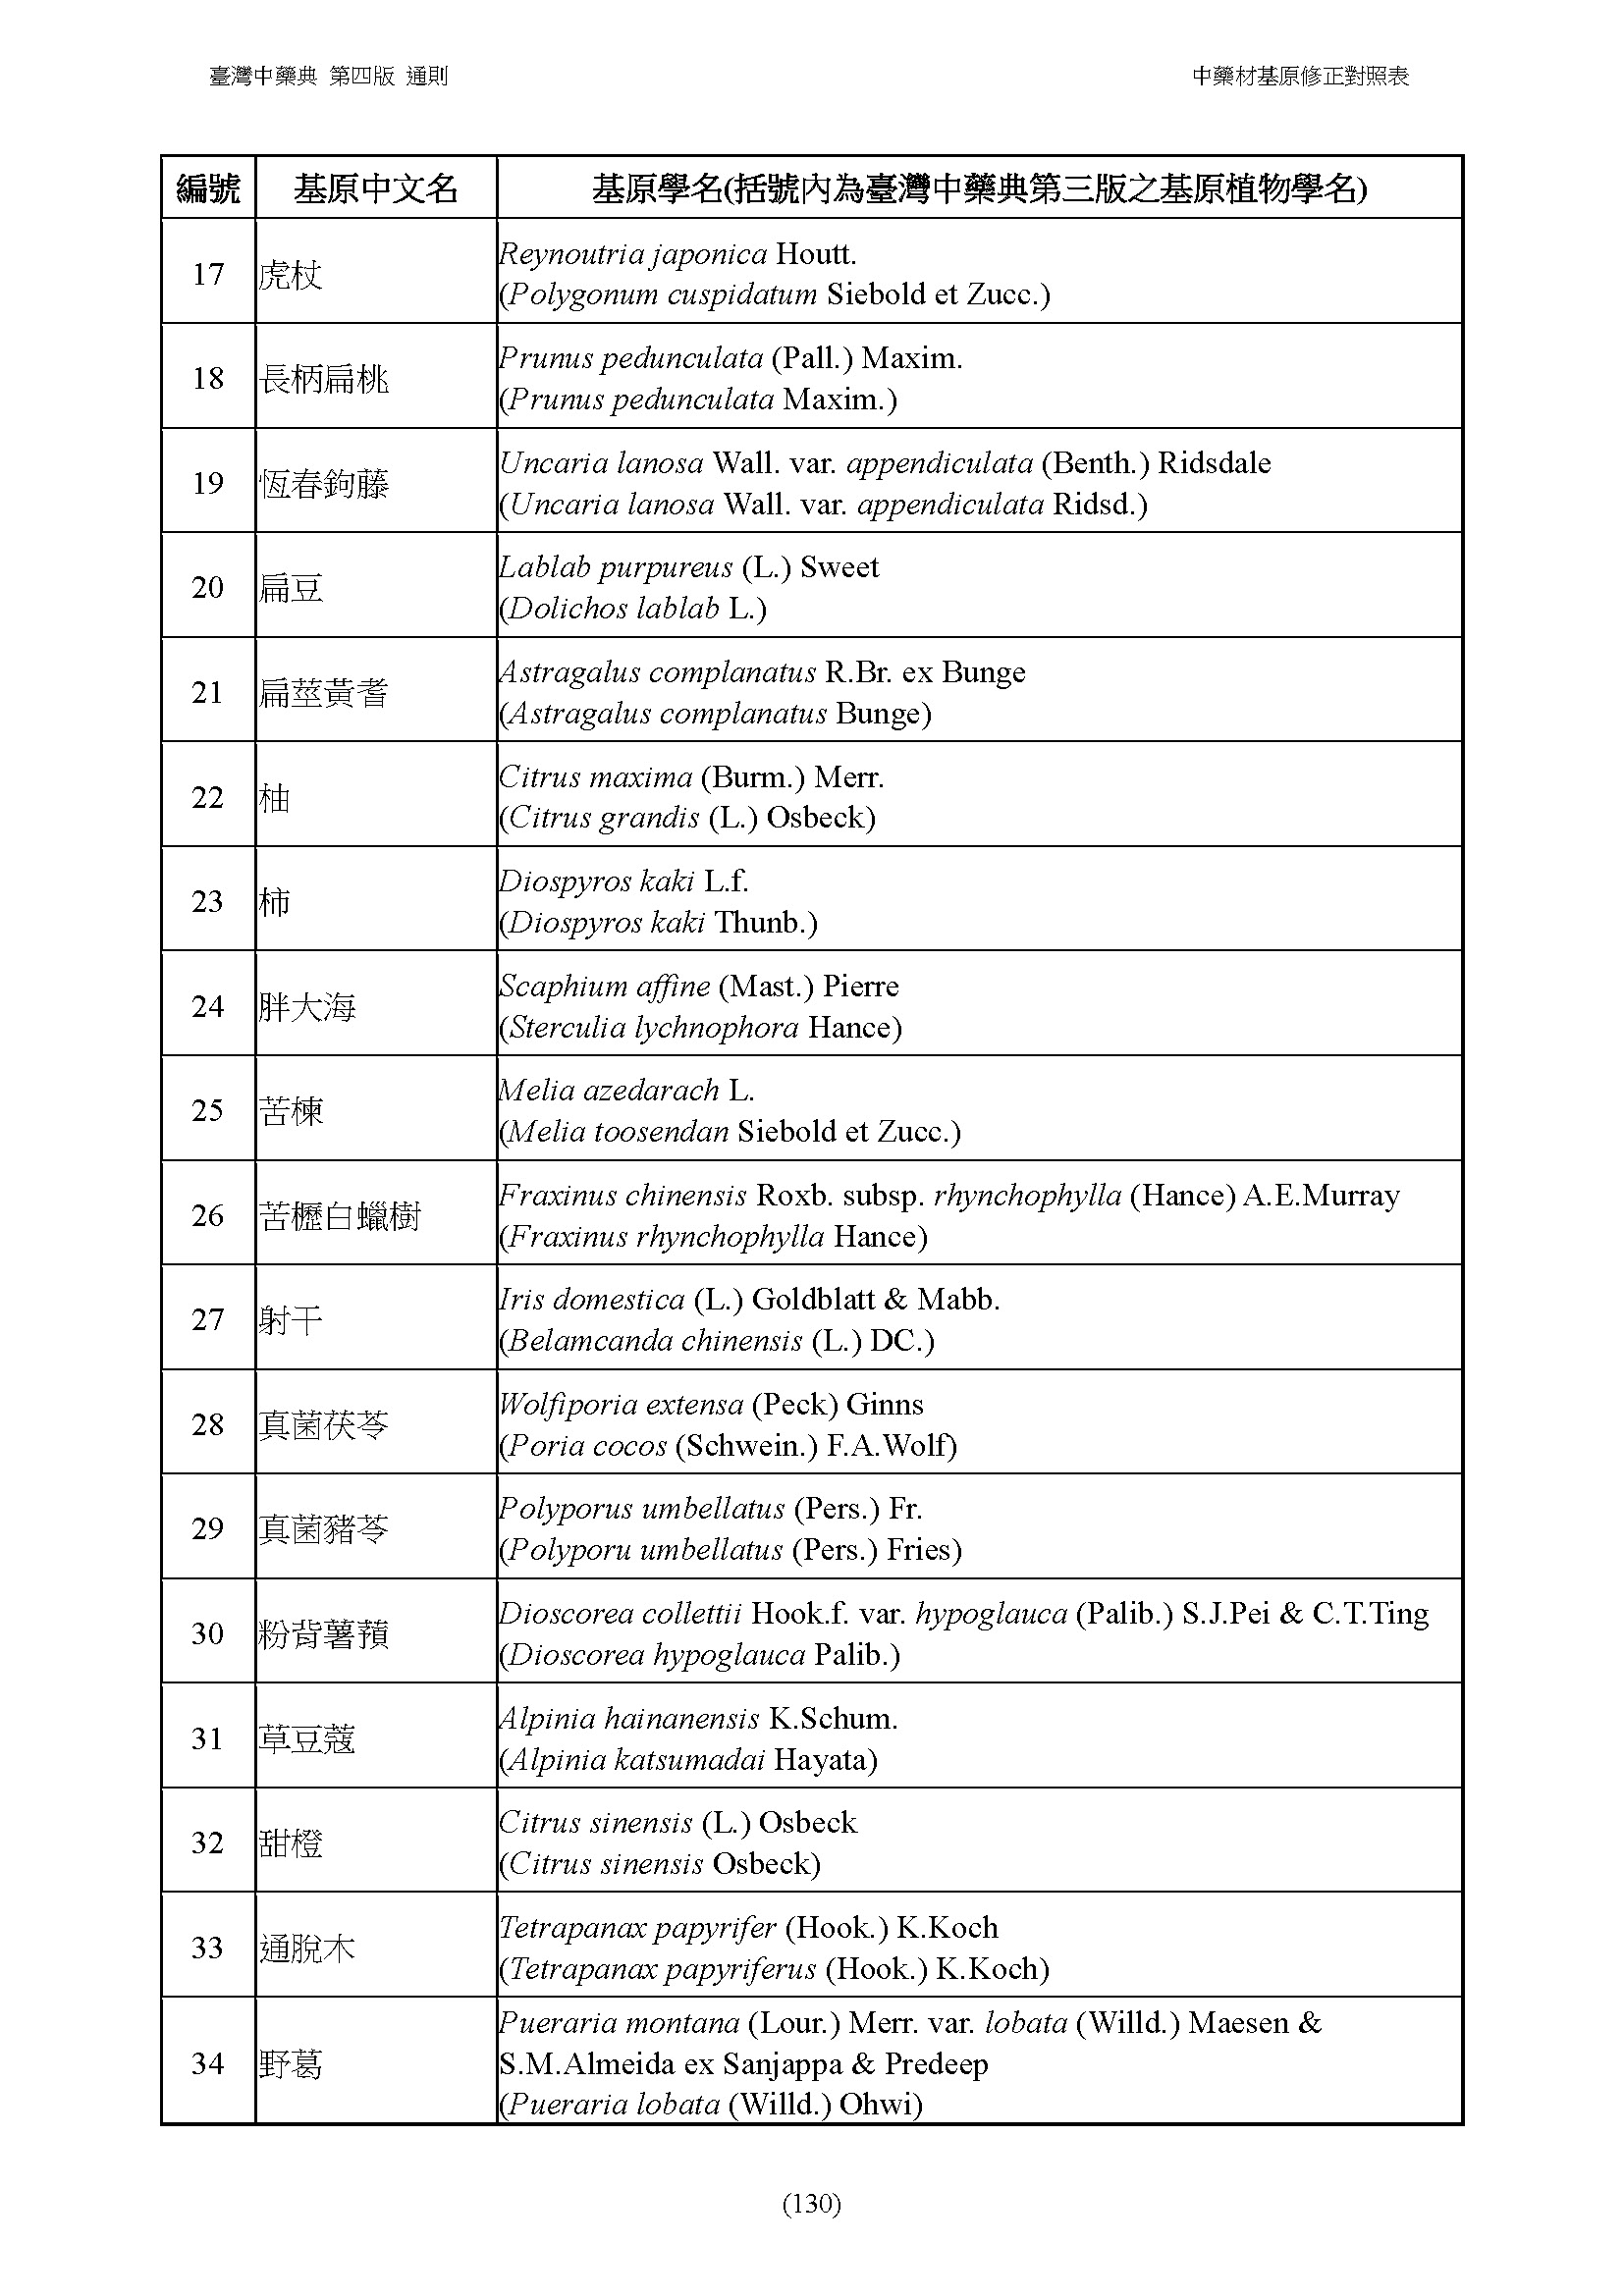 臺灣中藥典 第四版 通則 中藥材基原修正對照表
編號 基原中文名 基原學名(括號內為臺灣中藥典第三版之基原植物學名)
17 虎杖 Reynoutria japonica Houtt.
(Polygonum cuspidatum Siebold et Zucc.)
18 長柄扁桃 Prunus pedunculata (Pall.) Maxim.
(Prunus pedunculata Maxim.)
19 恆春鉤藤 Uncaria lanosa Wall. var. appendiculata (Benth.) Ridsdale
(Uncaria lanosa Wall. var. appendiculata Ridsd.)
20 扁豆 Lablab purpureus (L.) Sweet
(Dolichos lablab L.)
21 扁莖黃耆 Astragalus complanatus R.Br. ex Bunge
(Astragalus complanatus Bunge)
22 柚 Citrus maxima (Burm.) Merr.
(Citrus grandis (L.) Osbeck)
23 柿 Diospyros kaki L.f.
(Diospyros kaki Thunb.)
24 胖大海 Scaphium affine (Mast.) Pierre
(Sterculia lychnophora Hance)
25 苦楝 Melia azedarach L.
(Melia toosendan Siebold et Zucc.)
26 苦櫪白蠟樹 Fraxinus chinensis Roxb. subsp. rhynchophylla (Hance) A.E.Murray
(Fraxinus rhynchophylla Hance)
27 射干 Iris domestica (L.) Goldblatt & Mabb.
(Belamcanda chinensis (L.) DC.)
28 真菌茯苓 Wolfiporia extensa (Peck) Ginns
(Poria cocos (Schwein.) F.A.Wolf)
29 真菌豬苓 Polyporus umbellatus (Pers.) Fr.
(Polyporu umbellatus (Pers.) Fries)
30 粉背薯蕷 Dioscorea collettii Hook.f. var. hypoglauca (Palib.) S.J.Pei & C.T.Ting
(Dioscorea hypoglauca Palib.)
31 草豆蔻 Alpinia hainanensis K.Schum.
(Alpinia katsumadai Hayata)
32 甜橙 Citrus sinensis (L.) Osbeck
(Citrus sinensis Osbeck)
33 通脫木 Tetrapanax papyrifer (Hook.) K.Koch
(Tetrapanax papyriferus (Hook.) K.Koch)
34 野葛 Pueraria montana (Lour.) Merr. var. lobata (Willd.) Maesen &
S.M.Almeida ex Sanjappa & Predeep
(Pueraria lobata (Willd.) Ohwi)
(130)